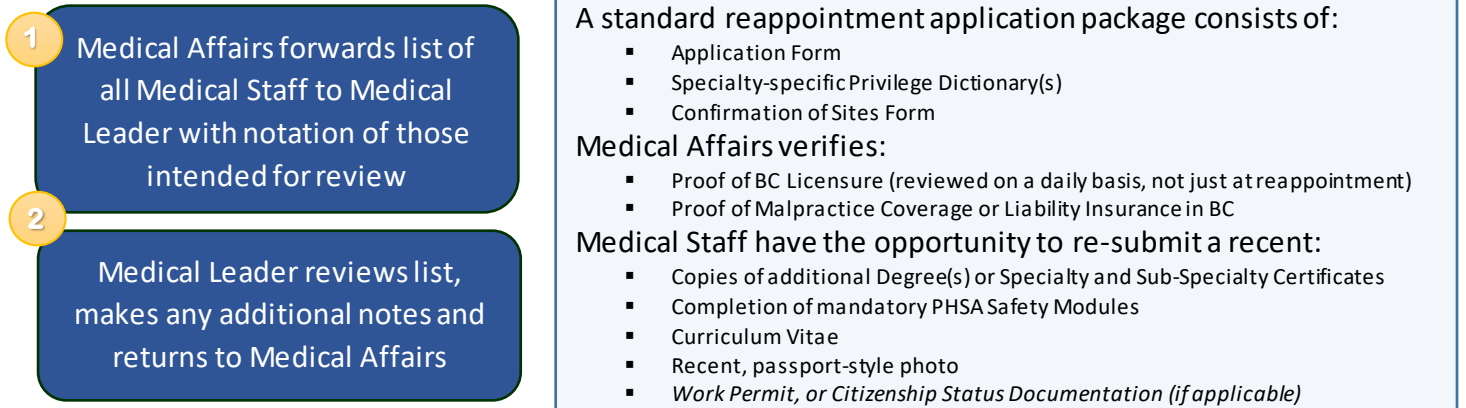 1
Medical Affairs forwards list of
all Medical Staff to Medical
Leader with notation of those
intended for review
2
Medical Leader reviews list,
makes any additional notes and
returns to Medical Affairs
A standard reappointment application package consists of:
▪ Application Form
▪ Specialty-specific Privilege Dictionary(s)
▪ Confirmation of Sites Form
Medical Affairs verifies:
▪ Proof of BC Licensure (reviewed on a daily basis, not just at reappointment)
▪ Proof of Malpractice Coverage or Liability Insurance in BC
Medical Staff have the opportunity to re-submit a recent:
▪ Copies of additional Degree(s) or Specialty and Sub-Specialty Certificates
▪ Completion of mandatory PHSA Safety Modules
▪ Curriculum Vitae
▪ Recent, passport-style photo
▪ Work Permit, or Citizenship Status Documentation (if applicable)